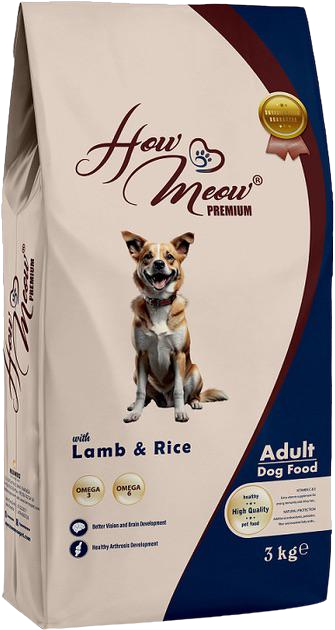 How
Meow®
PREMIUM
How Meow®
PREMIUM
with
Lamb & Rice
OMEGA
3
OMEGA
6
Better Vision and Brain Development
Healthy Arthrosis Development
Adult
Dog Food
healthy
High Quality
pet food
3 kg e